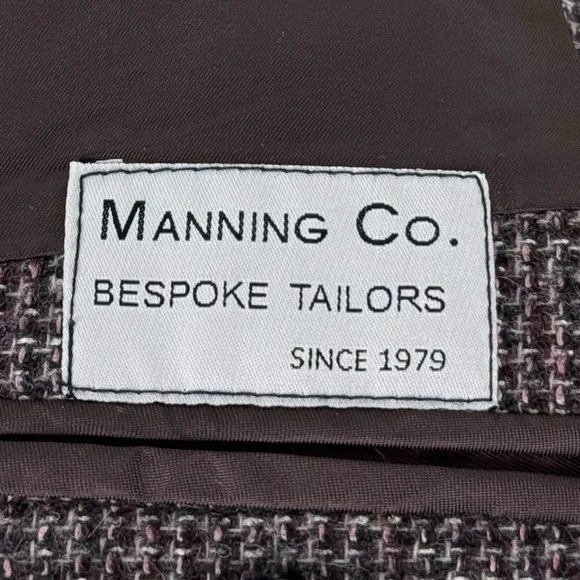 MANNING CO.
BESPOKE TAILORS
SINCE 1979